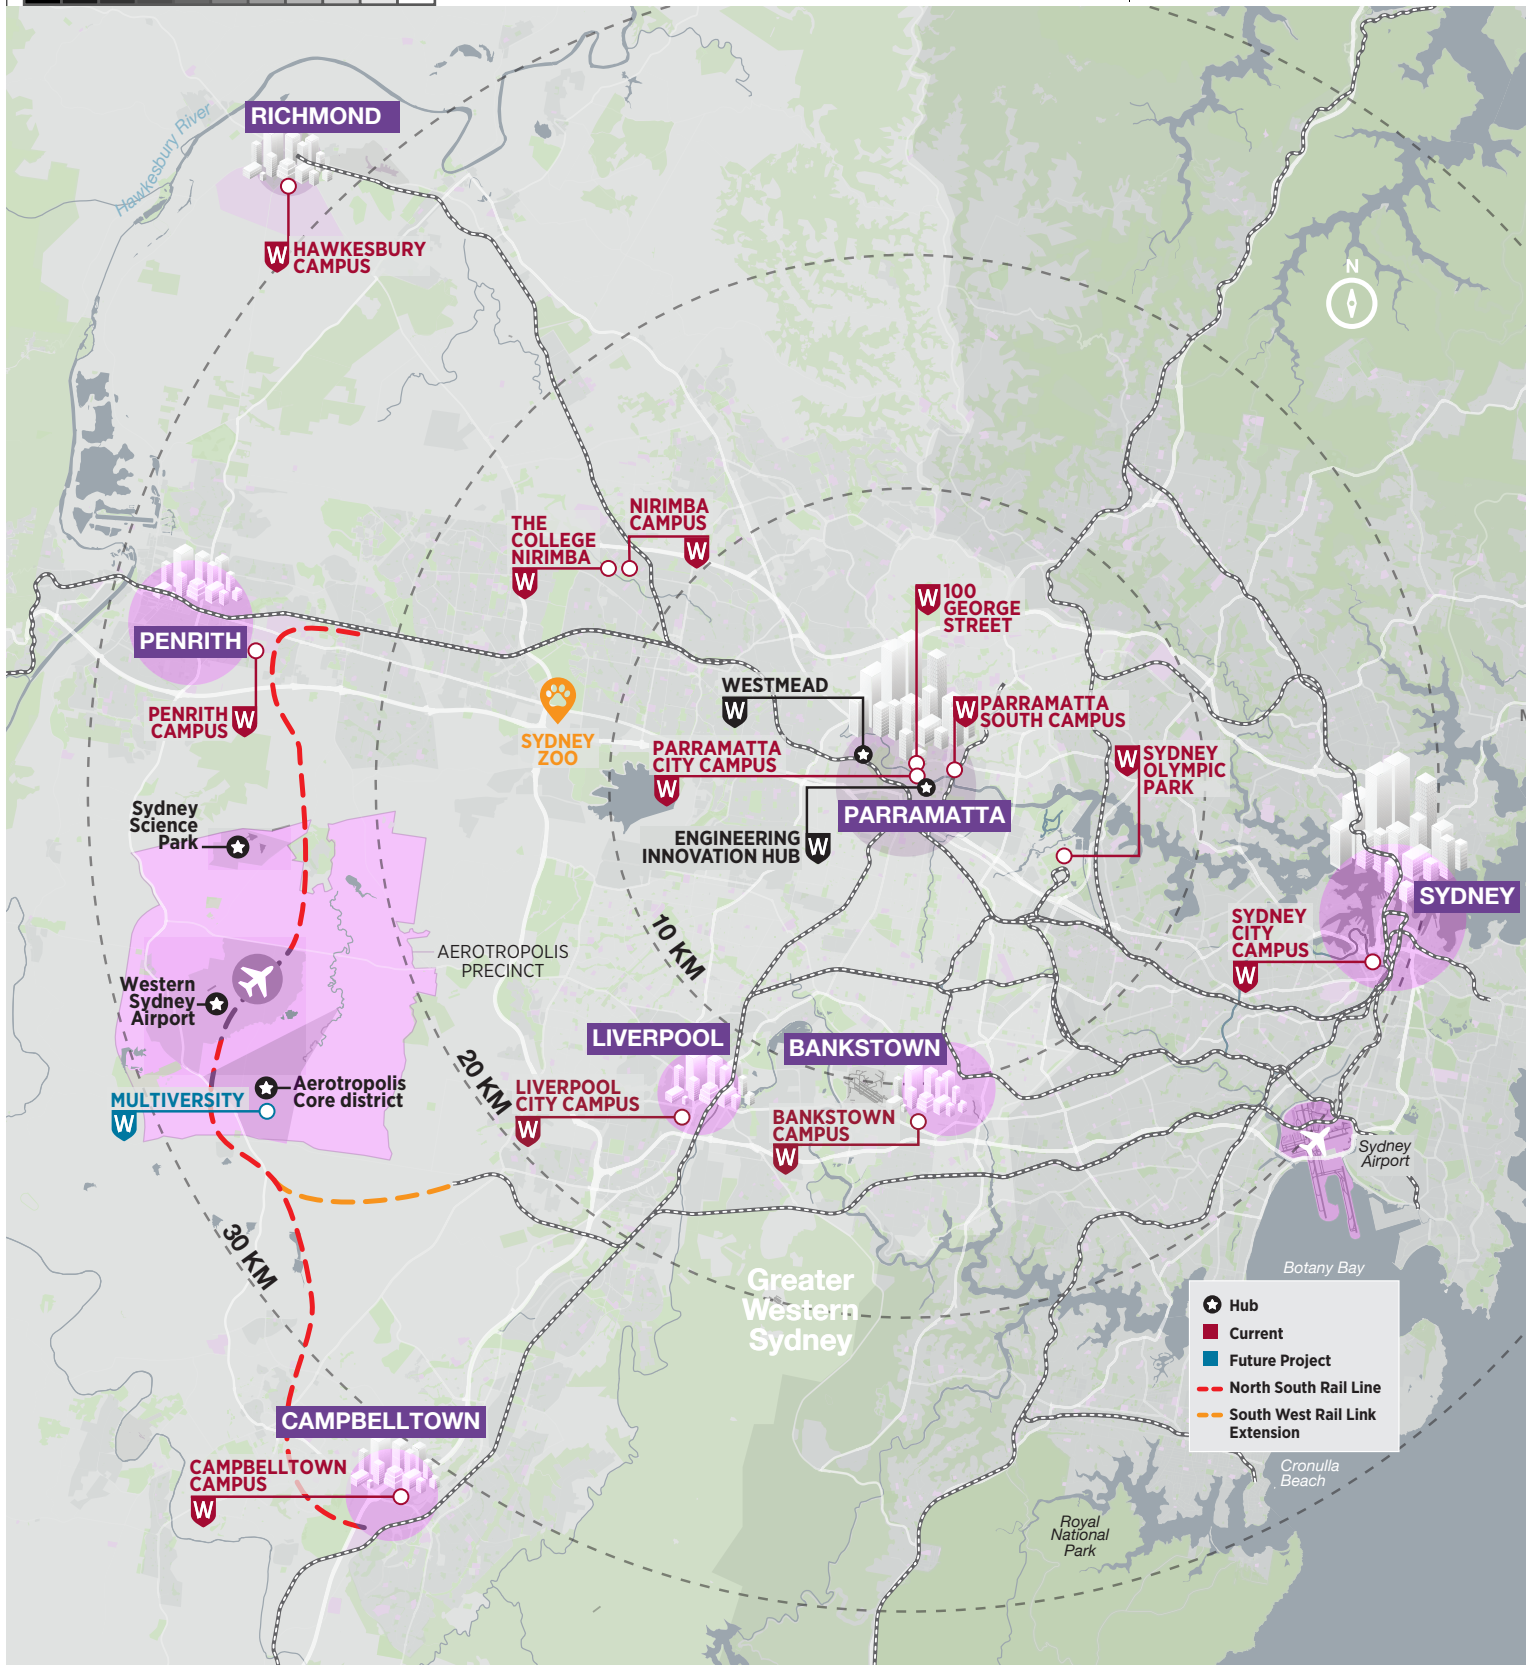 RICHMOND
Hawkesbury River
W
HAWKESBURY
CAMPUS
N
THE
COLLEGE
NIRIMBA
W
NIRIMBA
CAMPUS
W
W
100
GEORGE
STREET
PENRITH
PENRITH
CAMPUS
W
SYDNEY
ZOO
WESTMEAD
W
PARRAMATTA
CITY CAMPUS
W
W
PARRAMATTA
SOUTH CAMPUS
W
SYDNEY
OLYMPIC
PARK
PARRAMATTA
ENGINEERING
INNOVATION HUB
W
Sydney
Science
Park
SYDNEY
SYDNEY
CITY
CAMPUS
W
10 KM
AEROTROPOLIS
PRECINCT
Western
Sydney
Airport
LIVERPOOL
BANKSTOWN
20 KM
Aerotropolis
Core district
MULTIVERSITY
W
LIVERPOOL
CITY CAMPUS
W
BANKSTOWN
CAMPUS
W
Sydney
Airport
30 KM
Botany Bay
Greater
Western
Sydney
Hub
Current
Future Project
North South Rail Line
South West Rail Link
Extension
CAMPBELLTOWN
CAMPBELLTOWN
CAMPUS
W
Cronulla
Beach
Royal
National
Park